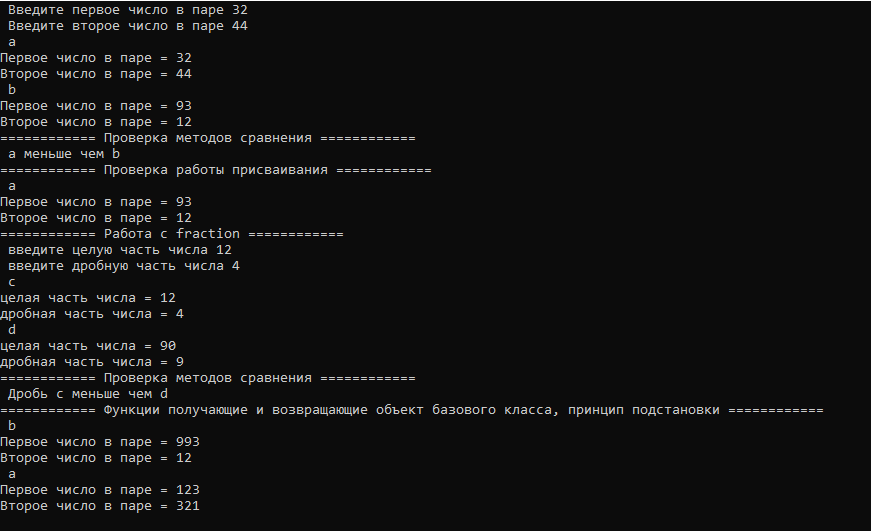 Введите первое число в паре 32
Введите второе число в паре 44
a
Первое число в паре = 32
Второе число в паре = 44
b
Первое число в паре = 93
Второе число в паре = 12
============ Проверка методов сравнения ============
а меньше чем b
============ Проверка работы присваивания ============
a
Первое число в паре = 93
Второе число в паре = 12
============ Работа с fraction ============
введите целую часть числа 12
введите дробную часть числа 4
c
целая часть числа = 12
дробная часть числа = 4
d
целая часть числа = 90
дробная часть числа = 9
============ Проверка методов сравнения ============
Дробь с меньше чем d
============ Функции получающие и возвращающие объект базового класса, принцип подстановки ============
b
Первое число в паре = 993
Второе число в паре = 12
a
Первое число в паре = 123
Второе число в паре = 321